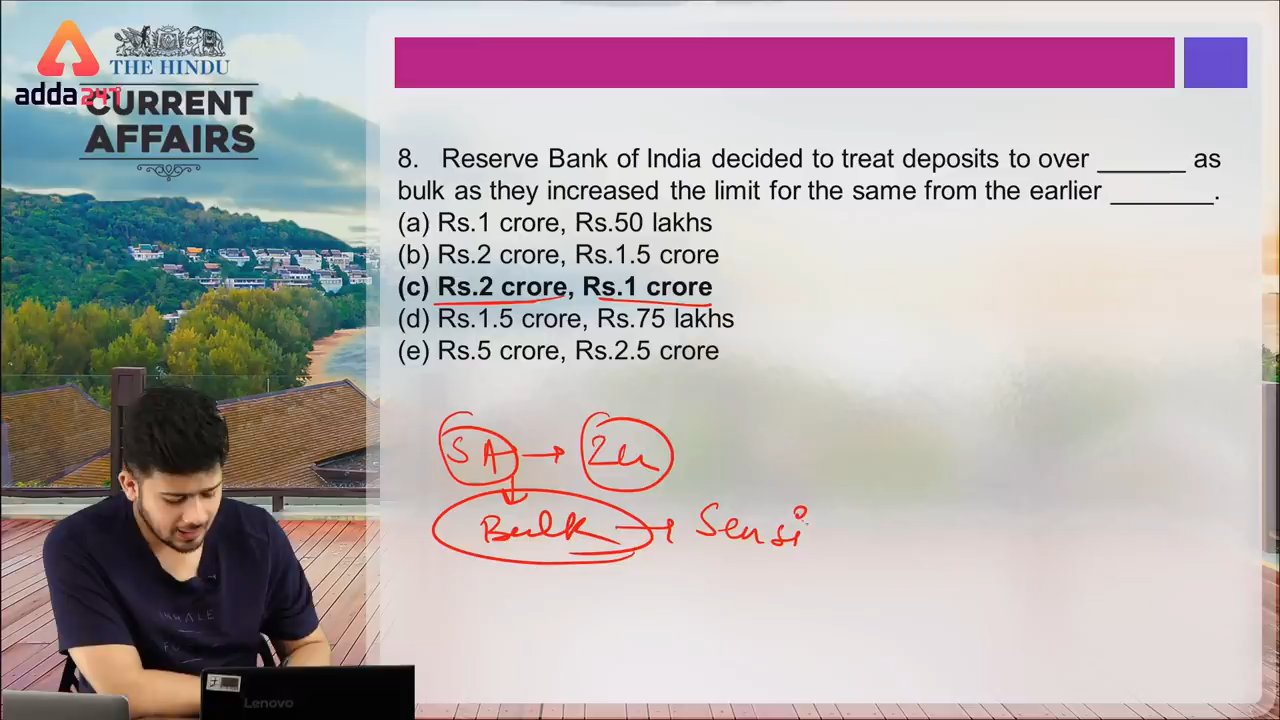 THE HINDU
adda247
CURRENT
AFFAIRS
8. Reserve Bank of India decided to treat deposits to over _______ as
bulk as they increased the limit for the same from the earlier ________.
(a) Rs.1 crore, Rs.50 lakhs
(b) Rs.2 crore, Rs.1.5 crore
(c) Rs.2 crore, Rs.1 crore
(d) Rs.1.5 crore, Rs.75 lakhs
(e) Rs.5 crore, Rs.2.5 crore
SA → 
Bulk → Sensi
INHALE
Lenovo